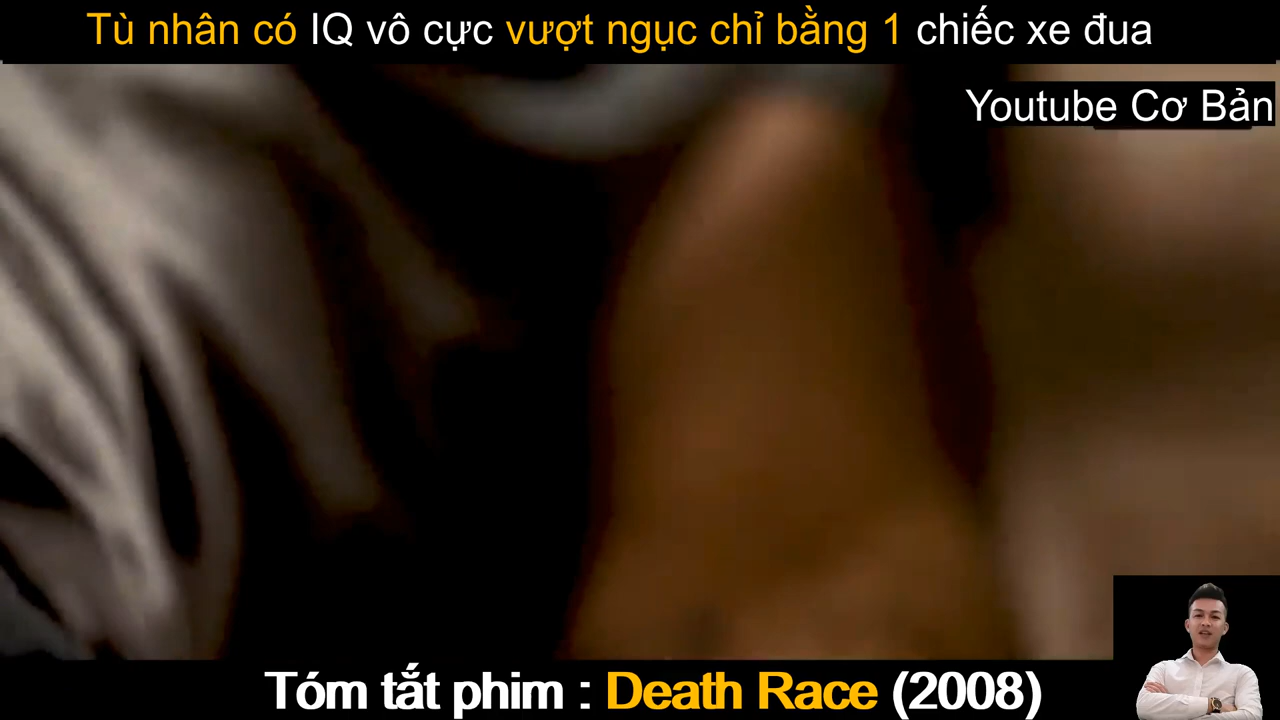 Tù nhân có IQ vô cực vượt ngục chỉ bằng 1 chiếc xe đua
Youtube Cơ Bản
Tóm tắt phim : Death Race (2008)